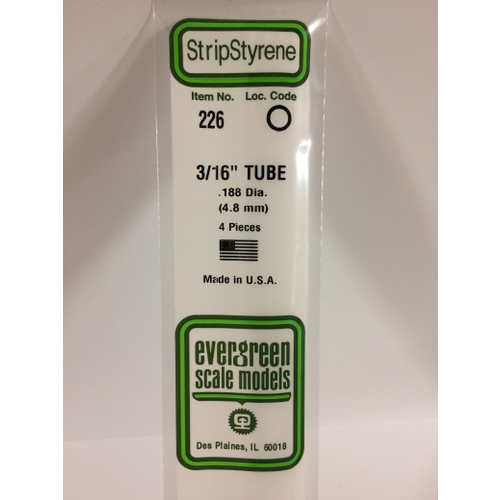 StripStyrene
Item No. Loc. Code
226
3/16" TUBE
.188 Dia.
(4.8 mm)
4 Pieces
Made in U.S.A.
evergreen
scale models
Des Plaines, IL 60018